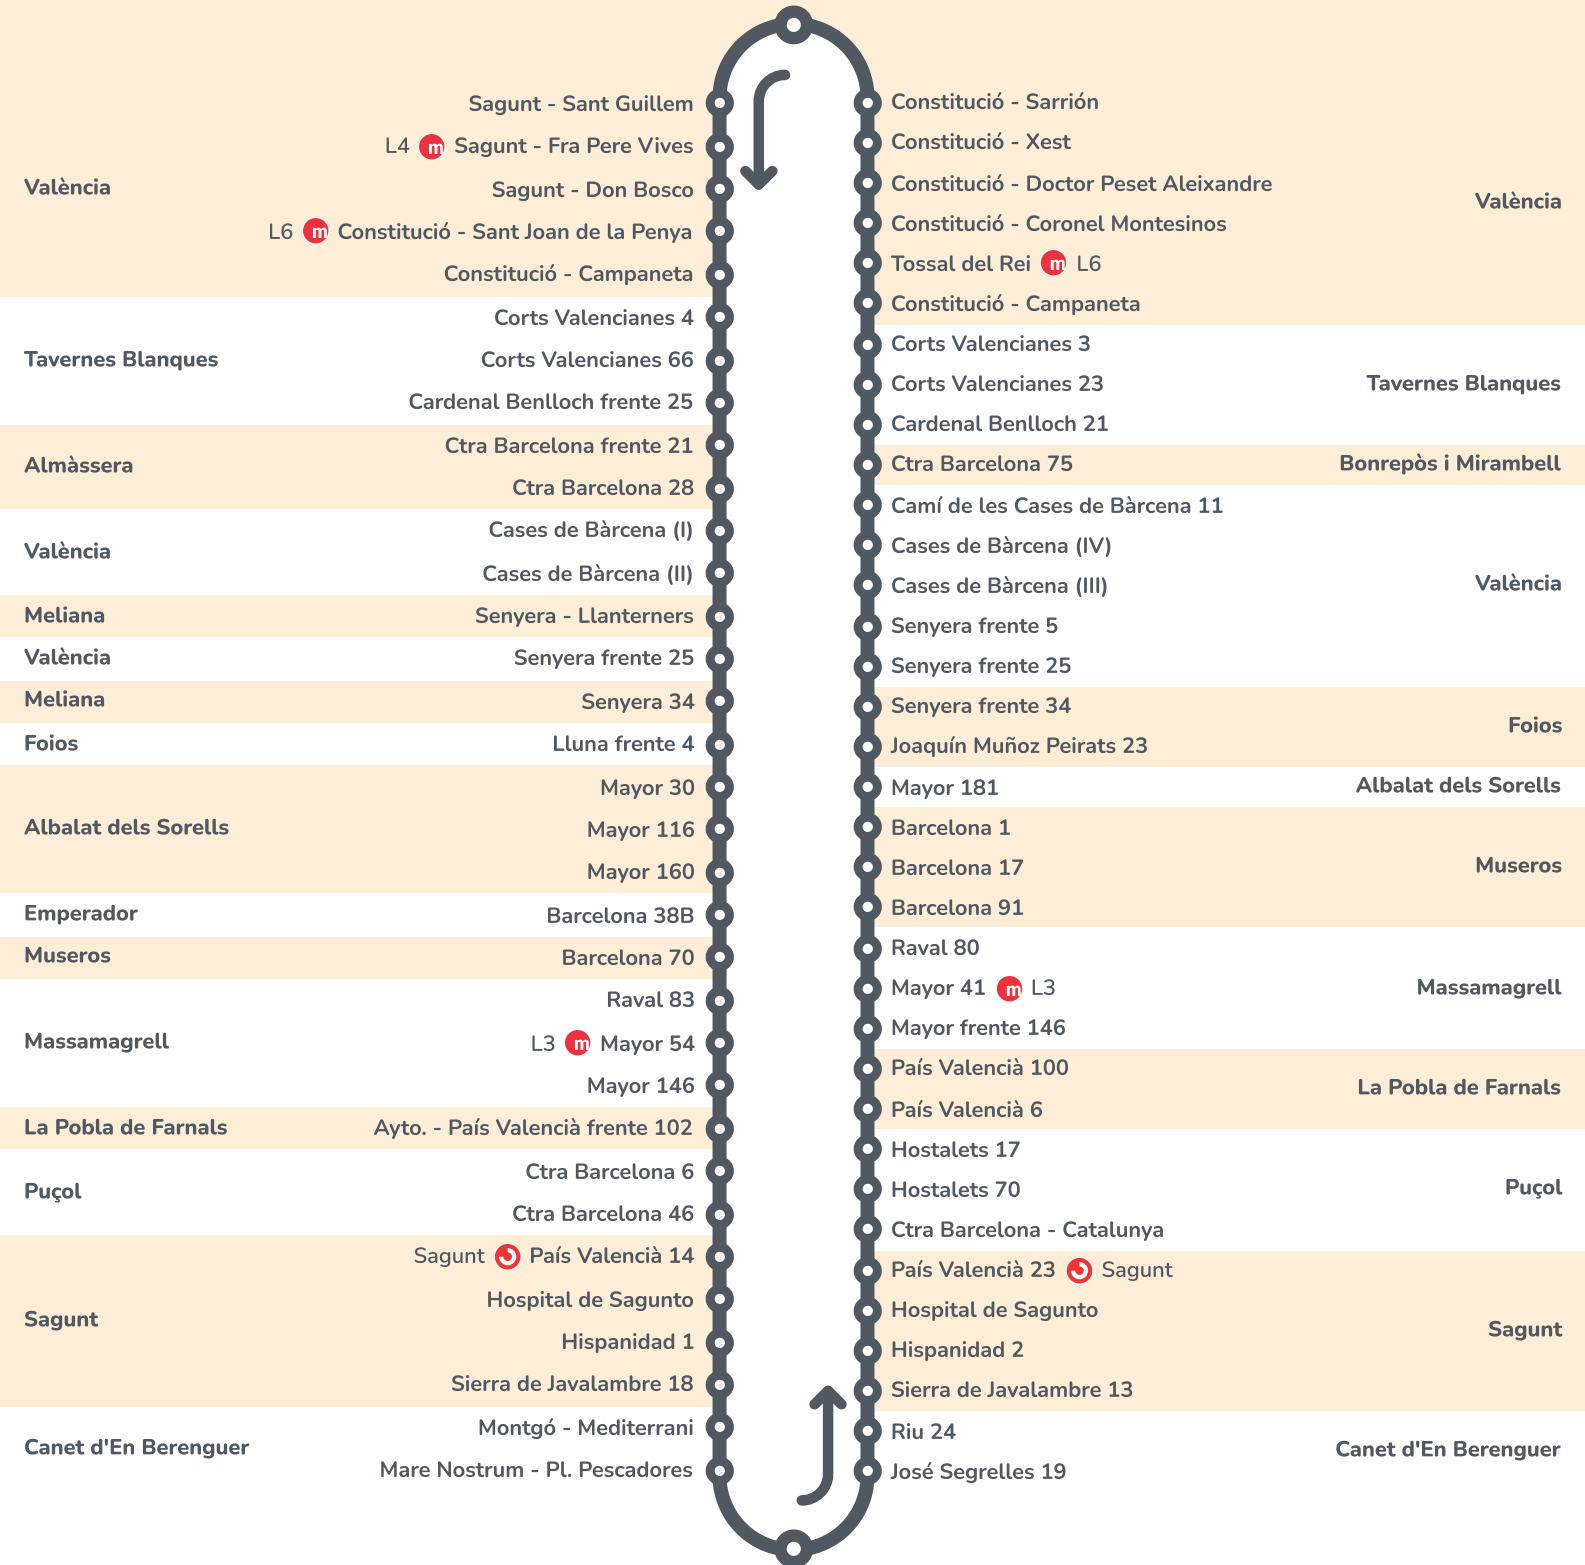 València
Sagunt - Sant Guillem
L4 m Sagunt - Fra Pere Vives
Sagunt - Don Bosco
L6 m Constitució - Sant Joan de la Penya
Constitució - Campaneta
Tavernes Blanques
Corts Valencianes 4
Corts Valencianes 66
Cardenal Benlloch frente 25
Almàssera
Ctra Barcelona frente 21
Ctra Barcelona 28
València
Cases de Bàrcena (I)
Cases de Bàrcena (II)
Meliana
Senyera - Llanterners
València
Senyera frente 25
Meliana
Senyera 34
Foios
Lluna frente 4
Albalat dels Sorells
Mayor 30
Mayor 116
Mayor 160
Emperador
Barcelona 38B
Museros
Barcelona 70
Massamagrell
Raval 83
L3 m Mayor 54
Mayor 146
La Pobla de Farnals
Ayto. - País Valencià frente 102
Puçol
Ctra Barcelona 6
Ctra Barcelona 46
Sagunt
Sagunt País Valencià 14
Hospital de Sagunto
Hispanidad 1
Sierra de Javalambre 18
Canet d'En Berenguer
Montgó - Mediterrani
Mare Nostrum - Pl. Pescadores
Constitució - Sarrión
Constitució - Xest
Constitució - Doctor Peset Aleixandre
Constitució - Coronel Montesinos
Tossal del Rei m L6
Constitució - Campaneta
València
Corts Valencianes 3
Corts Valencianes 23
Cardenal Benlloch 21
Tavernes Blanques
Ctra Barcelona 75
Bonrepòs i Mirambell
Camí de les Cases de Bàrcena 11
Cases de Bàrcena (IV)
Cases de Bàrcena (III)
Senyera frente 5
Senyera frente 25
València
Senyera frente 34
Joaquín Muñoz Peirats 23
Foios
Mayor 181
Albalat dels Sorells
Barcelona 1
Barcelona 17
Barcelona 91
Museros
Raval 80
Mayor 41 m L3
Mayor frente 146
Massamagrell
País Valencià 100
País Valencià 6
La Pobla de Farnals
Hostalets 17
Hostalets 70
Ctra Barcelona - Catalunya
Puçol
País Valencià 23 Sagunt
Hospital de Sagunto
Hispanidad 2
Sierra de Javalambre 13
Sagunt
Riu 24
José Segrelles 19
Canet d'En Berenguer